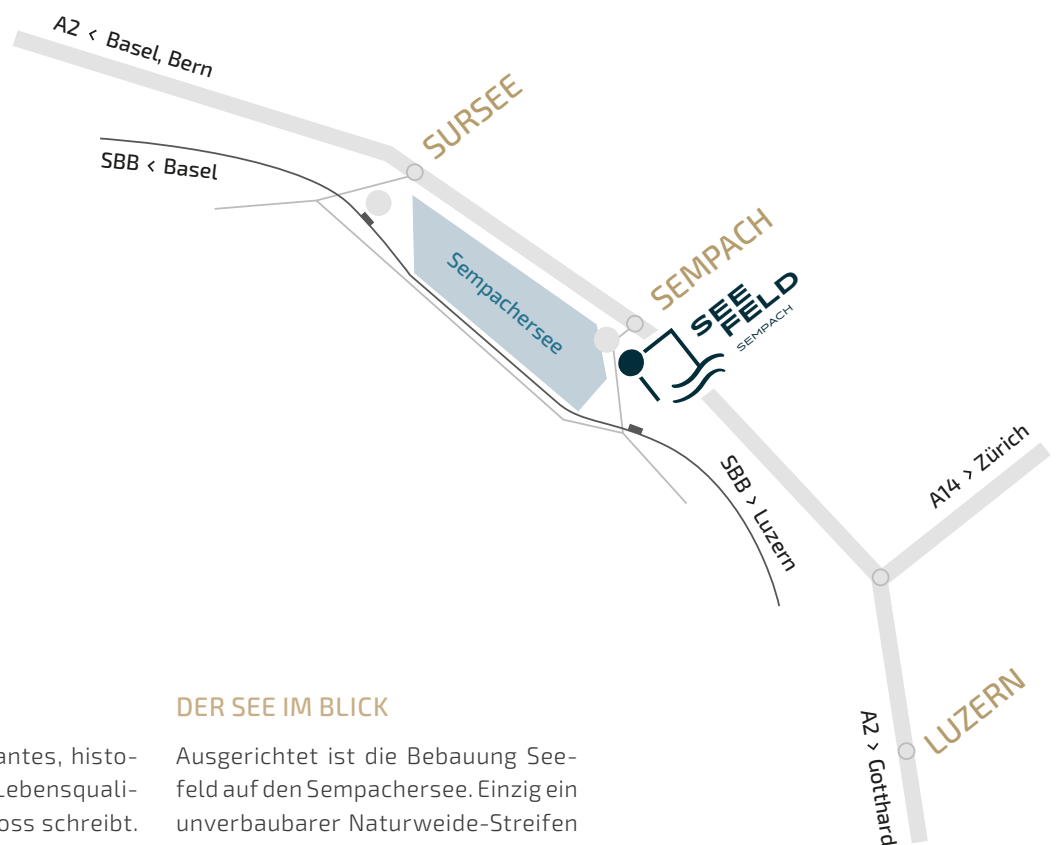 A2 < Basel, Bern
SURSEE
SBB < Basel
SEMPACH
Sempachersee
SEE
FELD
SEMPACH
SBB > Luzern
A14 > Zürich
LUZERN
A2 > Gotthard
antes, histo-
Lebensquali-
oss schreibt.
DER SEE IM BLICK
Ausgerichtet ist die Bebauung See-
feld auf den Sempachersee. Einzig ein
unverbaubarer Naturweide-Streifen